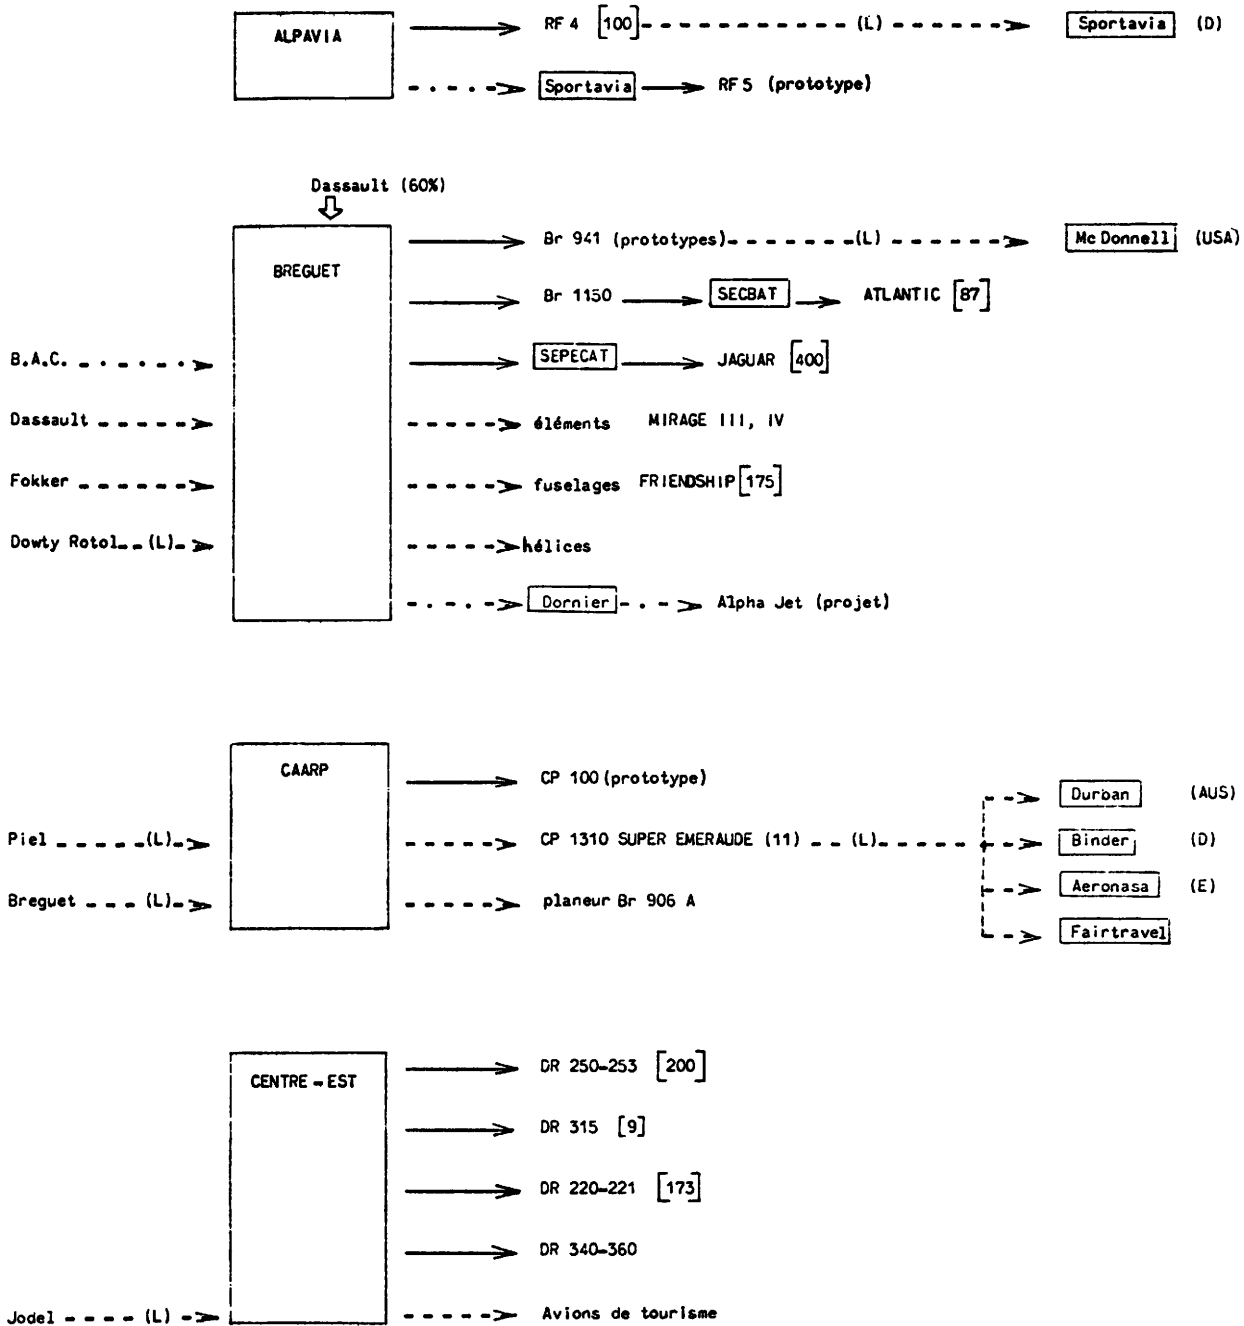 ALPAVIA
RF 4 [100] (L) Sportavia (D)
Sportavia RF 5 (prototype)
Dassault (60%)
BREGUET
Br 941 (prototypes) (L) Mc Donnell (USA)
Br 1150 SECBAT ATLANTIC [87]
B.A.C. SEPECAT JAGUAR [400]
Dassault éléments MIRAGE III, IV
Fokker fuselages FRIENDSHIP [175]
Dowty Rotol (L) hélices
Dornier Alpha Jet (projet)
CAARP
CP 100 (prototype)
Durban (AUS)
Piel (L) CP 1310 SUPER EMERAUDE (11) (L) Binder (D)
Aeronasa (E)
Breguet (L) planeur Br 906 A
Fairtravel
CENTRE-EST
DR 250-253 [200]
DR 315 [9]
DR 220-221 [173]
DR 340-360
Jodel (L) Avions de tourisme